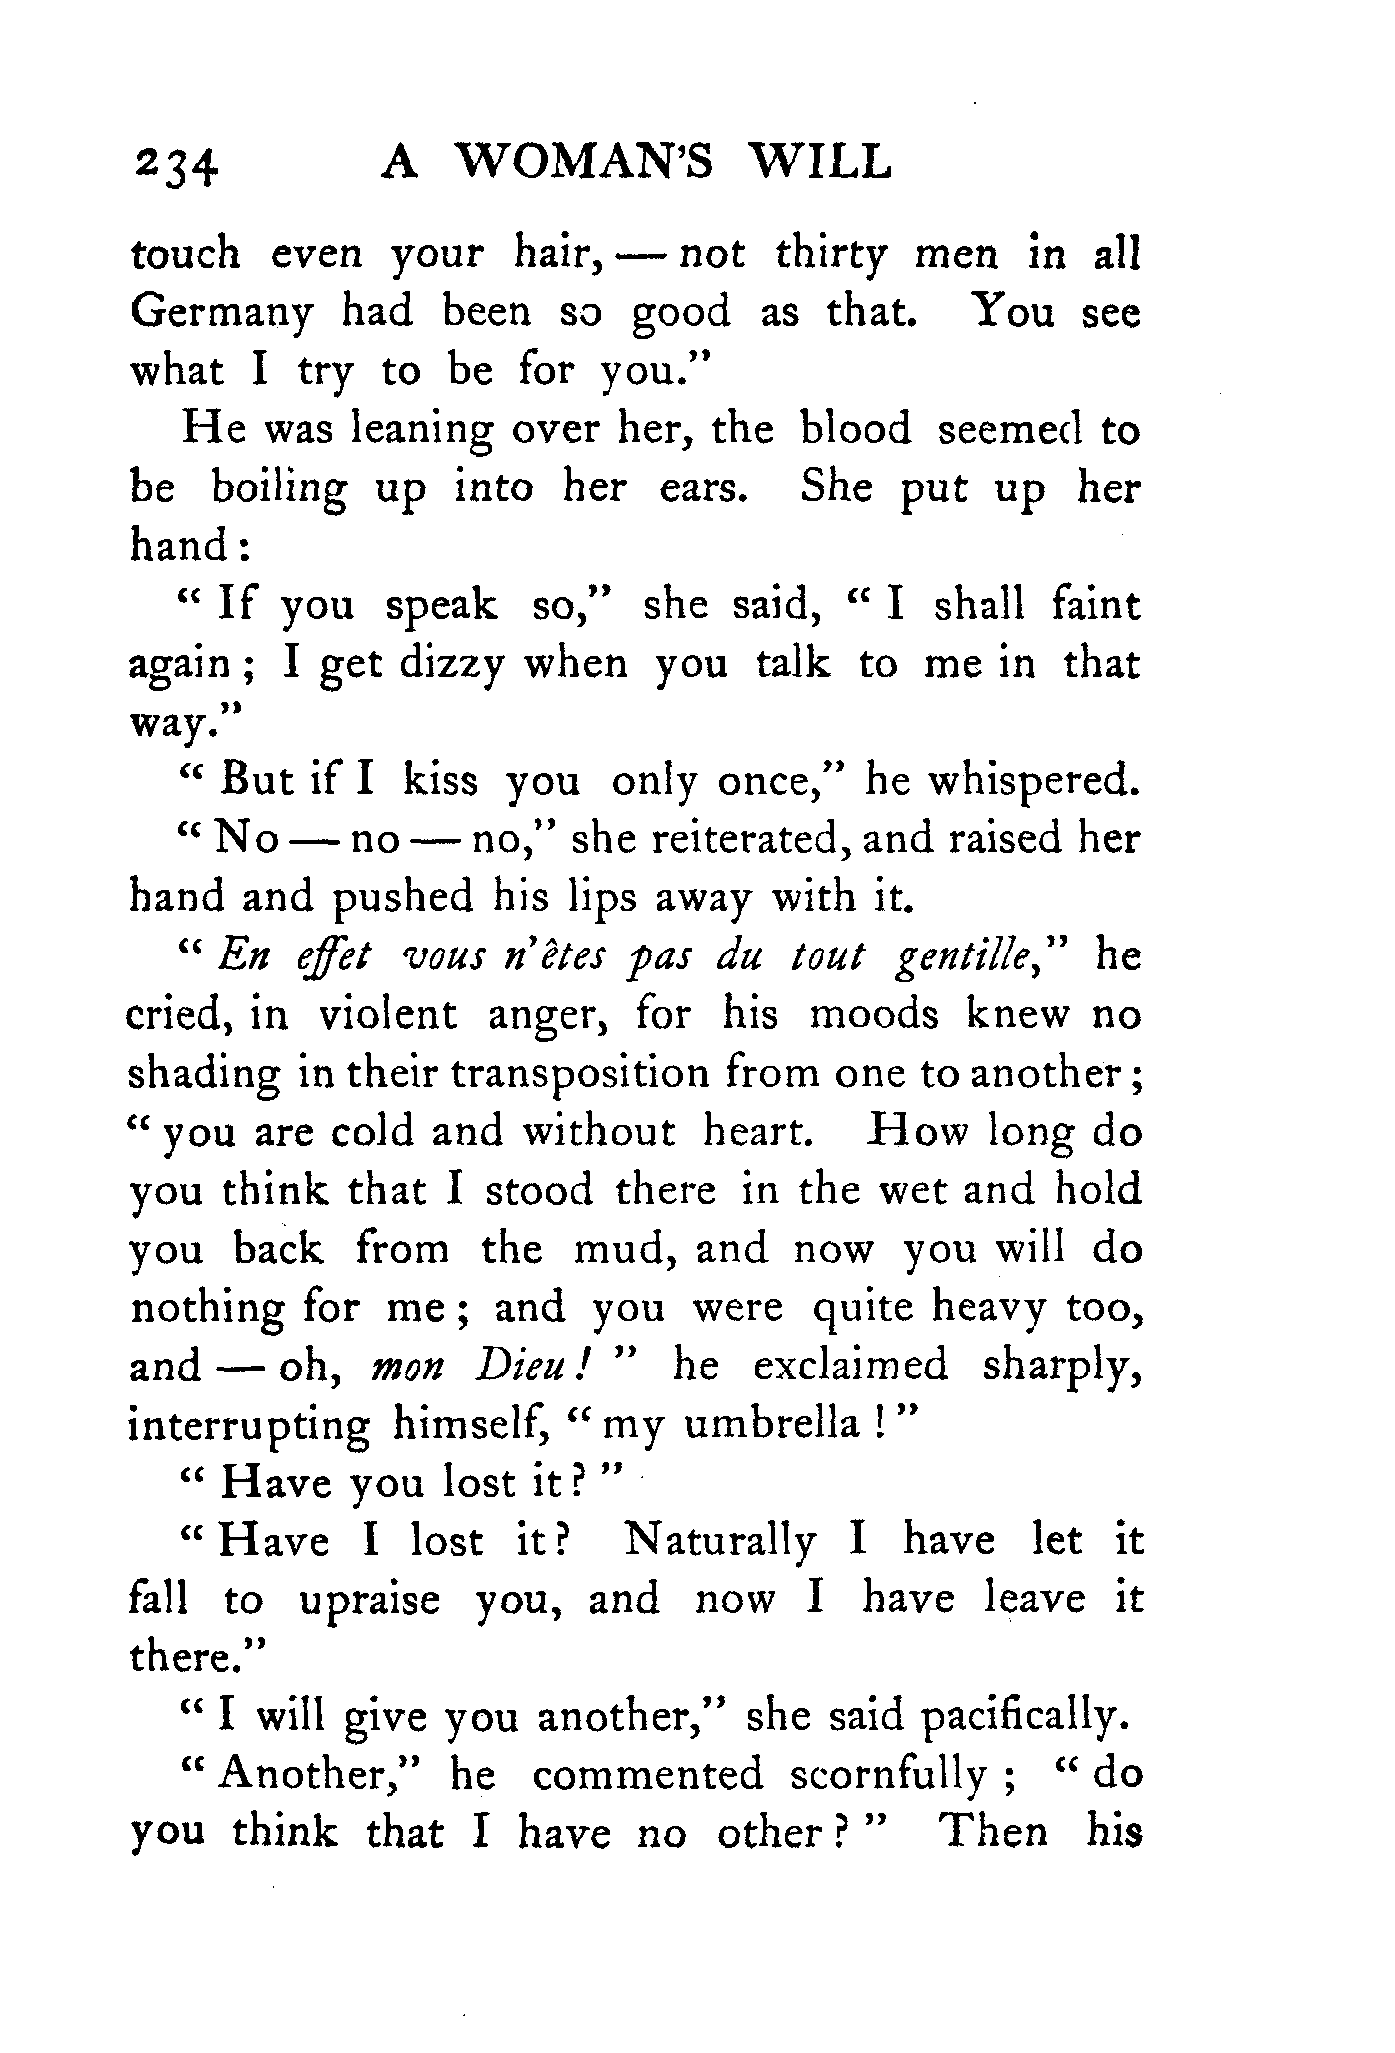 234 A WOMAN'S WILL
touch even your hair, — not thirty men in all
Germany had been so good as that. You see
what I try to be for you."
He was leaning over her, the blood seemed to
be boiling up into her ears. She put up her
hand :
" If you speak so," she said, " I shall faint
again ; I get dizzy when you talk to me in that
way."
" But if I kiss you only once," he whispered.
" No — no — no," she reiterated, and raised her
hand and pushed his lips away with it.
" En effet vous n'êtes pas du tout gentille," he
cried, in violent anger, for his moods knew no
shading in their transposition from one to another ;
" you are cold and without heart. How long do
you think that I stood there in the wet and hold
you back from the mud, and now you will do
nothing for me ; and you were quite heavy too,
and — oh, mon Dieu ! " he exclaimed sharply,
interrupting himself, " my umbrella ! "
" Have you lost it ? "
" Have I lost it ? Naturally I have let it
fall to upraise you, and now I have leave it
there."
" I will give you another," she said pacifically.
" Another," he commented scornfully ; " do
you think that I have no other ? " Then his